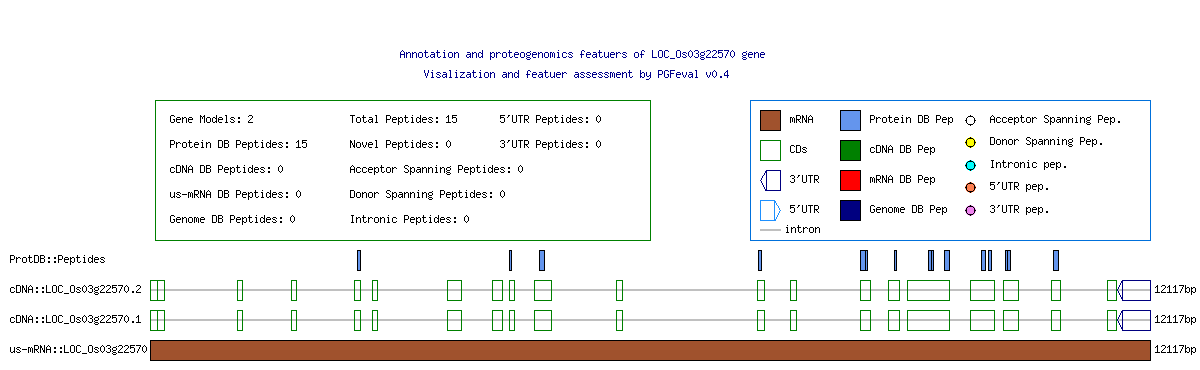 Annotation and proteogenomics featuers of LOC_Os03g22570 gene
Visalization and featuer assessment by PGFeval v0.4
Gene Models: 2 Total Peptides: 15 5'UTR Peptides: 0
Protein DB Peptides: 15 Novel Peptides: 0 3'UTR Peptides: 0
cDNA DB Peptides: 0 Acceptor Spanning Peptides: 0
us-mRNA DB Peptides: 0 Donor Spanning Peptides: 0
Genome DB Peptides: 0 Intronic Peptides: 0
mRNA Protein DB Pep Acceptor Spanning Pep.
CDs cDNA DB Pep Donor Spanning Pep.
3'UTR mRNA DB Pep Intronic pep.
5'UTR Genome DB Pep 5'UTR pep.
intron 3'UTR pep.
ProtDB::Peptides
cDNA::LOC_Os03g22570.2 12117bp
cDNA::LOC_Os03g22570.1 12117bp
us-mRNA::LOC_Os03g22570 12117bp